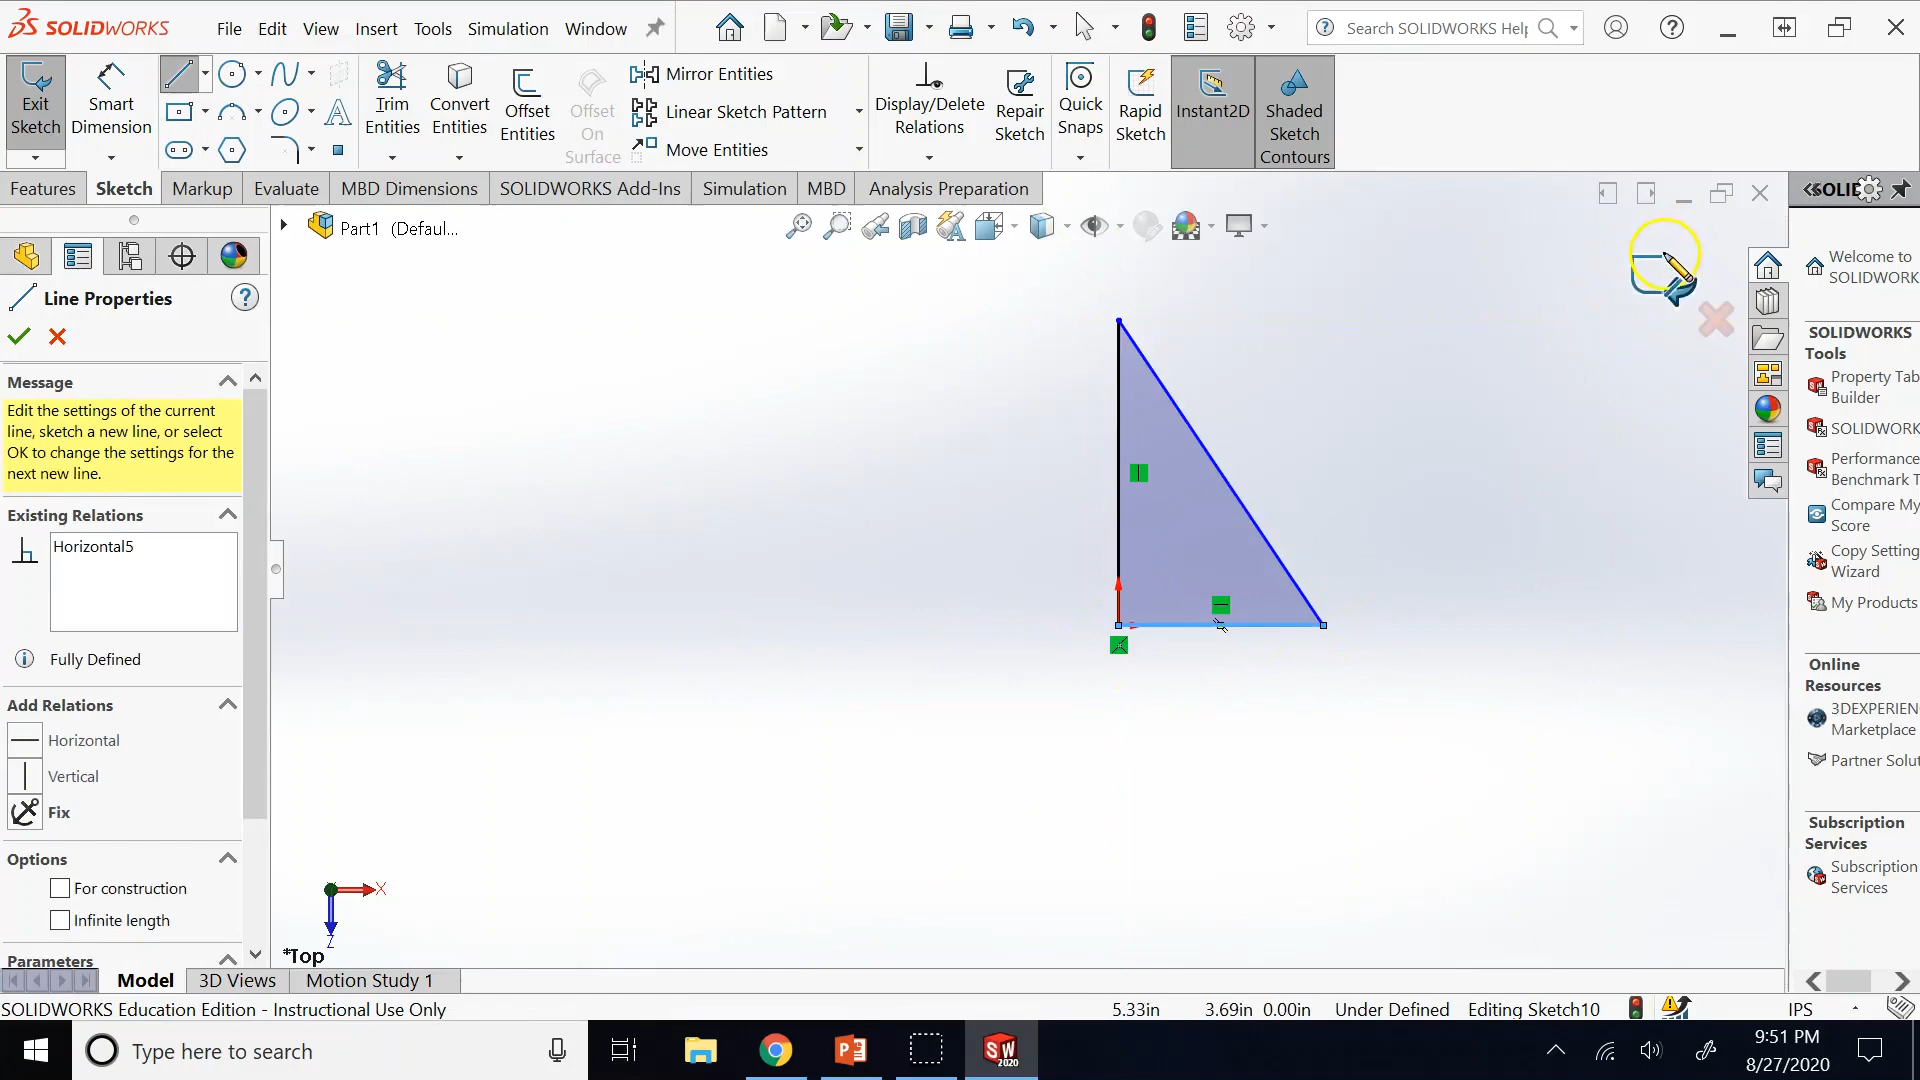 SOLIDWORKS
File Edit View Insert Tools Simulation Window
Search SOLIDWORKS Help
Exit Sketch
Smart Dimension
Trim Entities
Convert Entities
Offset Entities
Offset On Surface
Mirror Entities
Linear Sketch Pattern
Move Entities
Display/Delete Relations
Repair Sketch
Quick Snaps
Rapid Sketch
Instant2D
Shaded Sketch Contours
Features Sketch Markup Evaluate MBD Dimensions SOLIDWORKS Add-Ins Simulation MBD Analysis Preparation
Part1 (Defaul...
Line Properties
Message
Edit the settings of the current
line, sketch a new line, or select
OK to change the settings for the
next new line.
Existing Relations
Horizontal5
Fully Defined
Add Relations
Horizontal
Vertical
Fix
Options
For construction
Infinite length
Parameters
X
Z
*Top
SOLID
Welcome to
SOLIDWORK
SOLIDWORKS
Tools
Property Tab
Builder
SOLIDWORK
Performance
Benchmark T
Compare My
Score
Copy Setting
Wizard
My Products
Online
Resources
3DEXPERIEN
Marketplace
Partner Solut
Subscription
Services
Subscription
Services
Model 3D Views Motion Study 1
SOLIDWORKS Education Edition - Instructional Use Only
5.33in 3.69in 0.00in Under Defined Editing Sketch10 IPS
Type here to search
SW
2020
9:51 PM
8/27/2020